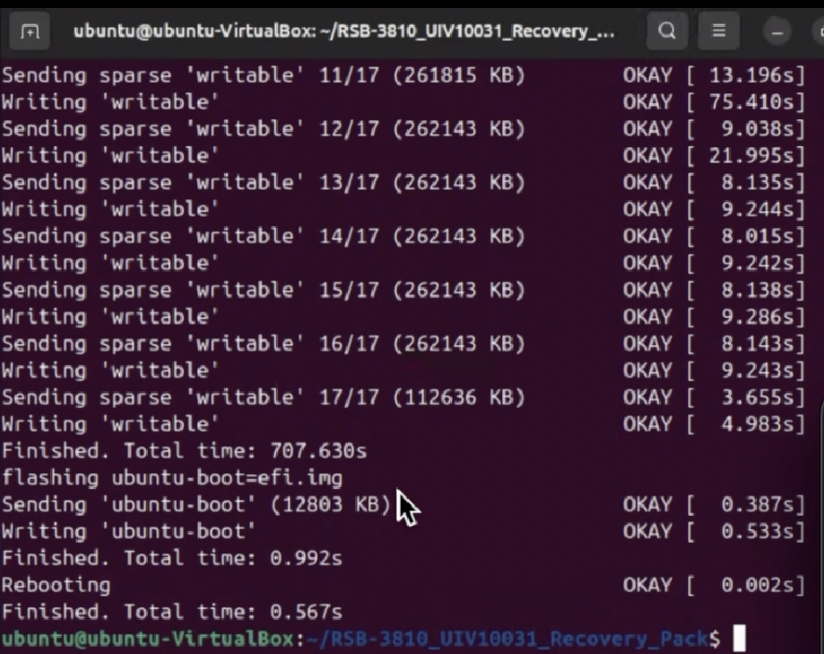 ubuntu@ubuntu-VirtualBox: ~/RSB-3810_UIV10031_Recovery_...
Sending sparse 'writable' 11/17 (261815 KB) OKAY [ 13.196s]
Writing 'writable' OKAY [ 75.410s]
Sending sparse 'writable' 12/17 (262143 KB) OKAY [ 9.038s]
Writing 'writable' OKAY [ 21.995s]
Sending sparse 'writable' 13/17 (262143 KB) OKAY [ 8.135s]
Writing 'writable' OKAY [ 9.244s]
Sending sparse 'writable' 14/17 (262143 KB) OKAY [ 8.015s]
Writing 'writable' OKAY [ 9.242s]
Sending sparse 'writable' 15/17 (262143 KB) OKAY [ 8.138s]
Writing 'writable' OKAY [ 9.286s]
Sending sparse 'writable' 16/17 (262143 KB) OKAY [ 8.143s]
Writing 'writable' OKAY [ 9.243s]
Sending sparse 'writable' 17/17 (112636 KB) OKAY [ 3.655s]
Writing 'writable' OKAY [ 4.983s]
Finished. Total time: 707.630s
flashing ubuntu-boot=efi.img
Sending 'ubuntu-boot' (12803 KB) OKAY [ 0.387s]
Writing 'ubuntu-boot' OKAY [ 0.533s]
Finished. Total time: 0.992s
Rebooting OKAY [ 0.002s]
Finished. Total time: 0.567s
ubuntu@ubuntu-VirtualBox:~/RSB-3810_UIV10031_Recovery_Pack$